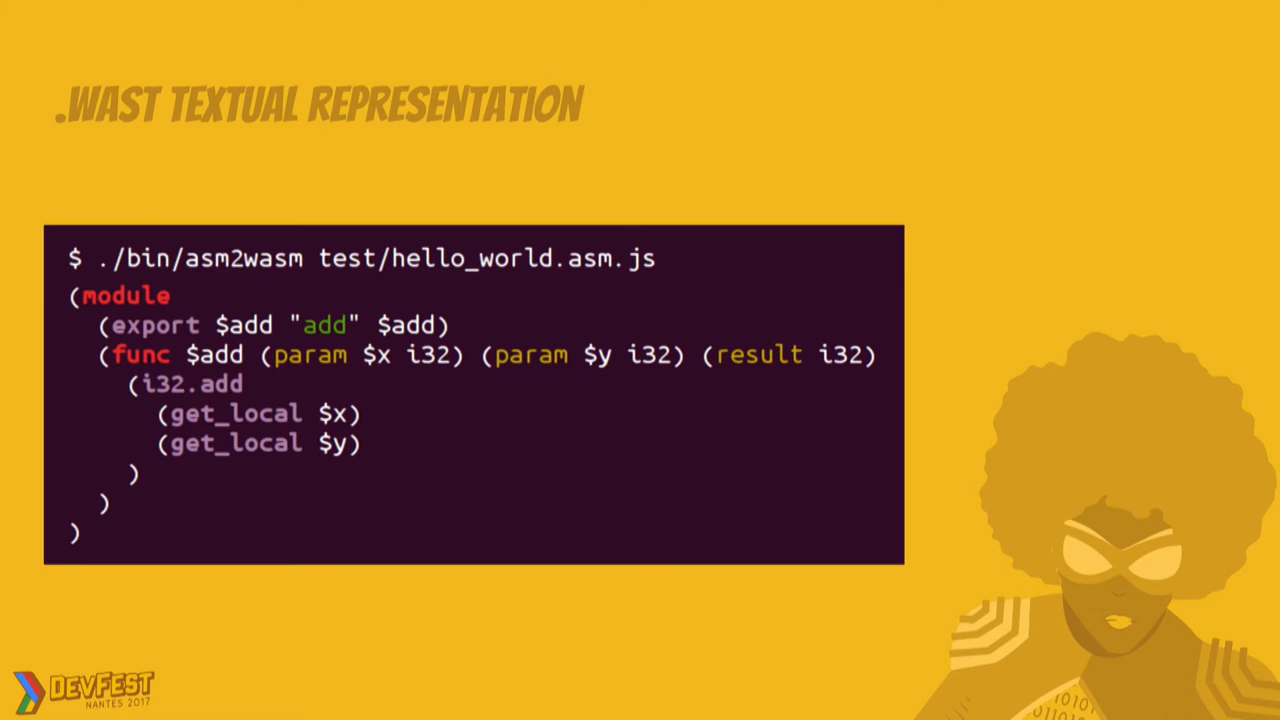 .WAST TEXTUAL REPRESENTATION
$ ./bin/asm2wasm test/hello_world.asm.js
(module
  (export $add "add" $add)
  (func $add (param $x i32) (param $y i32) (result i32)
    (i32.add
      (get_local $x)
      (get_local $y)
    )
  )
)
DEVFEST
NANTES 2017